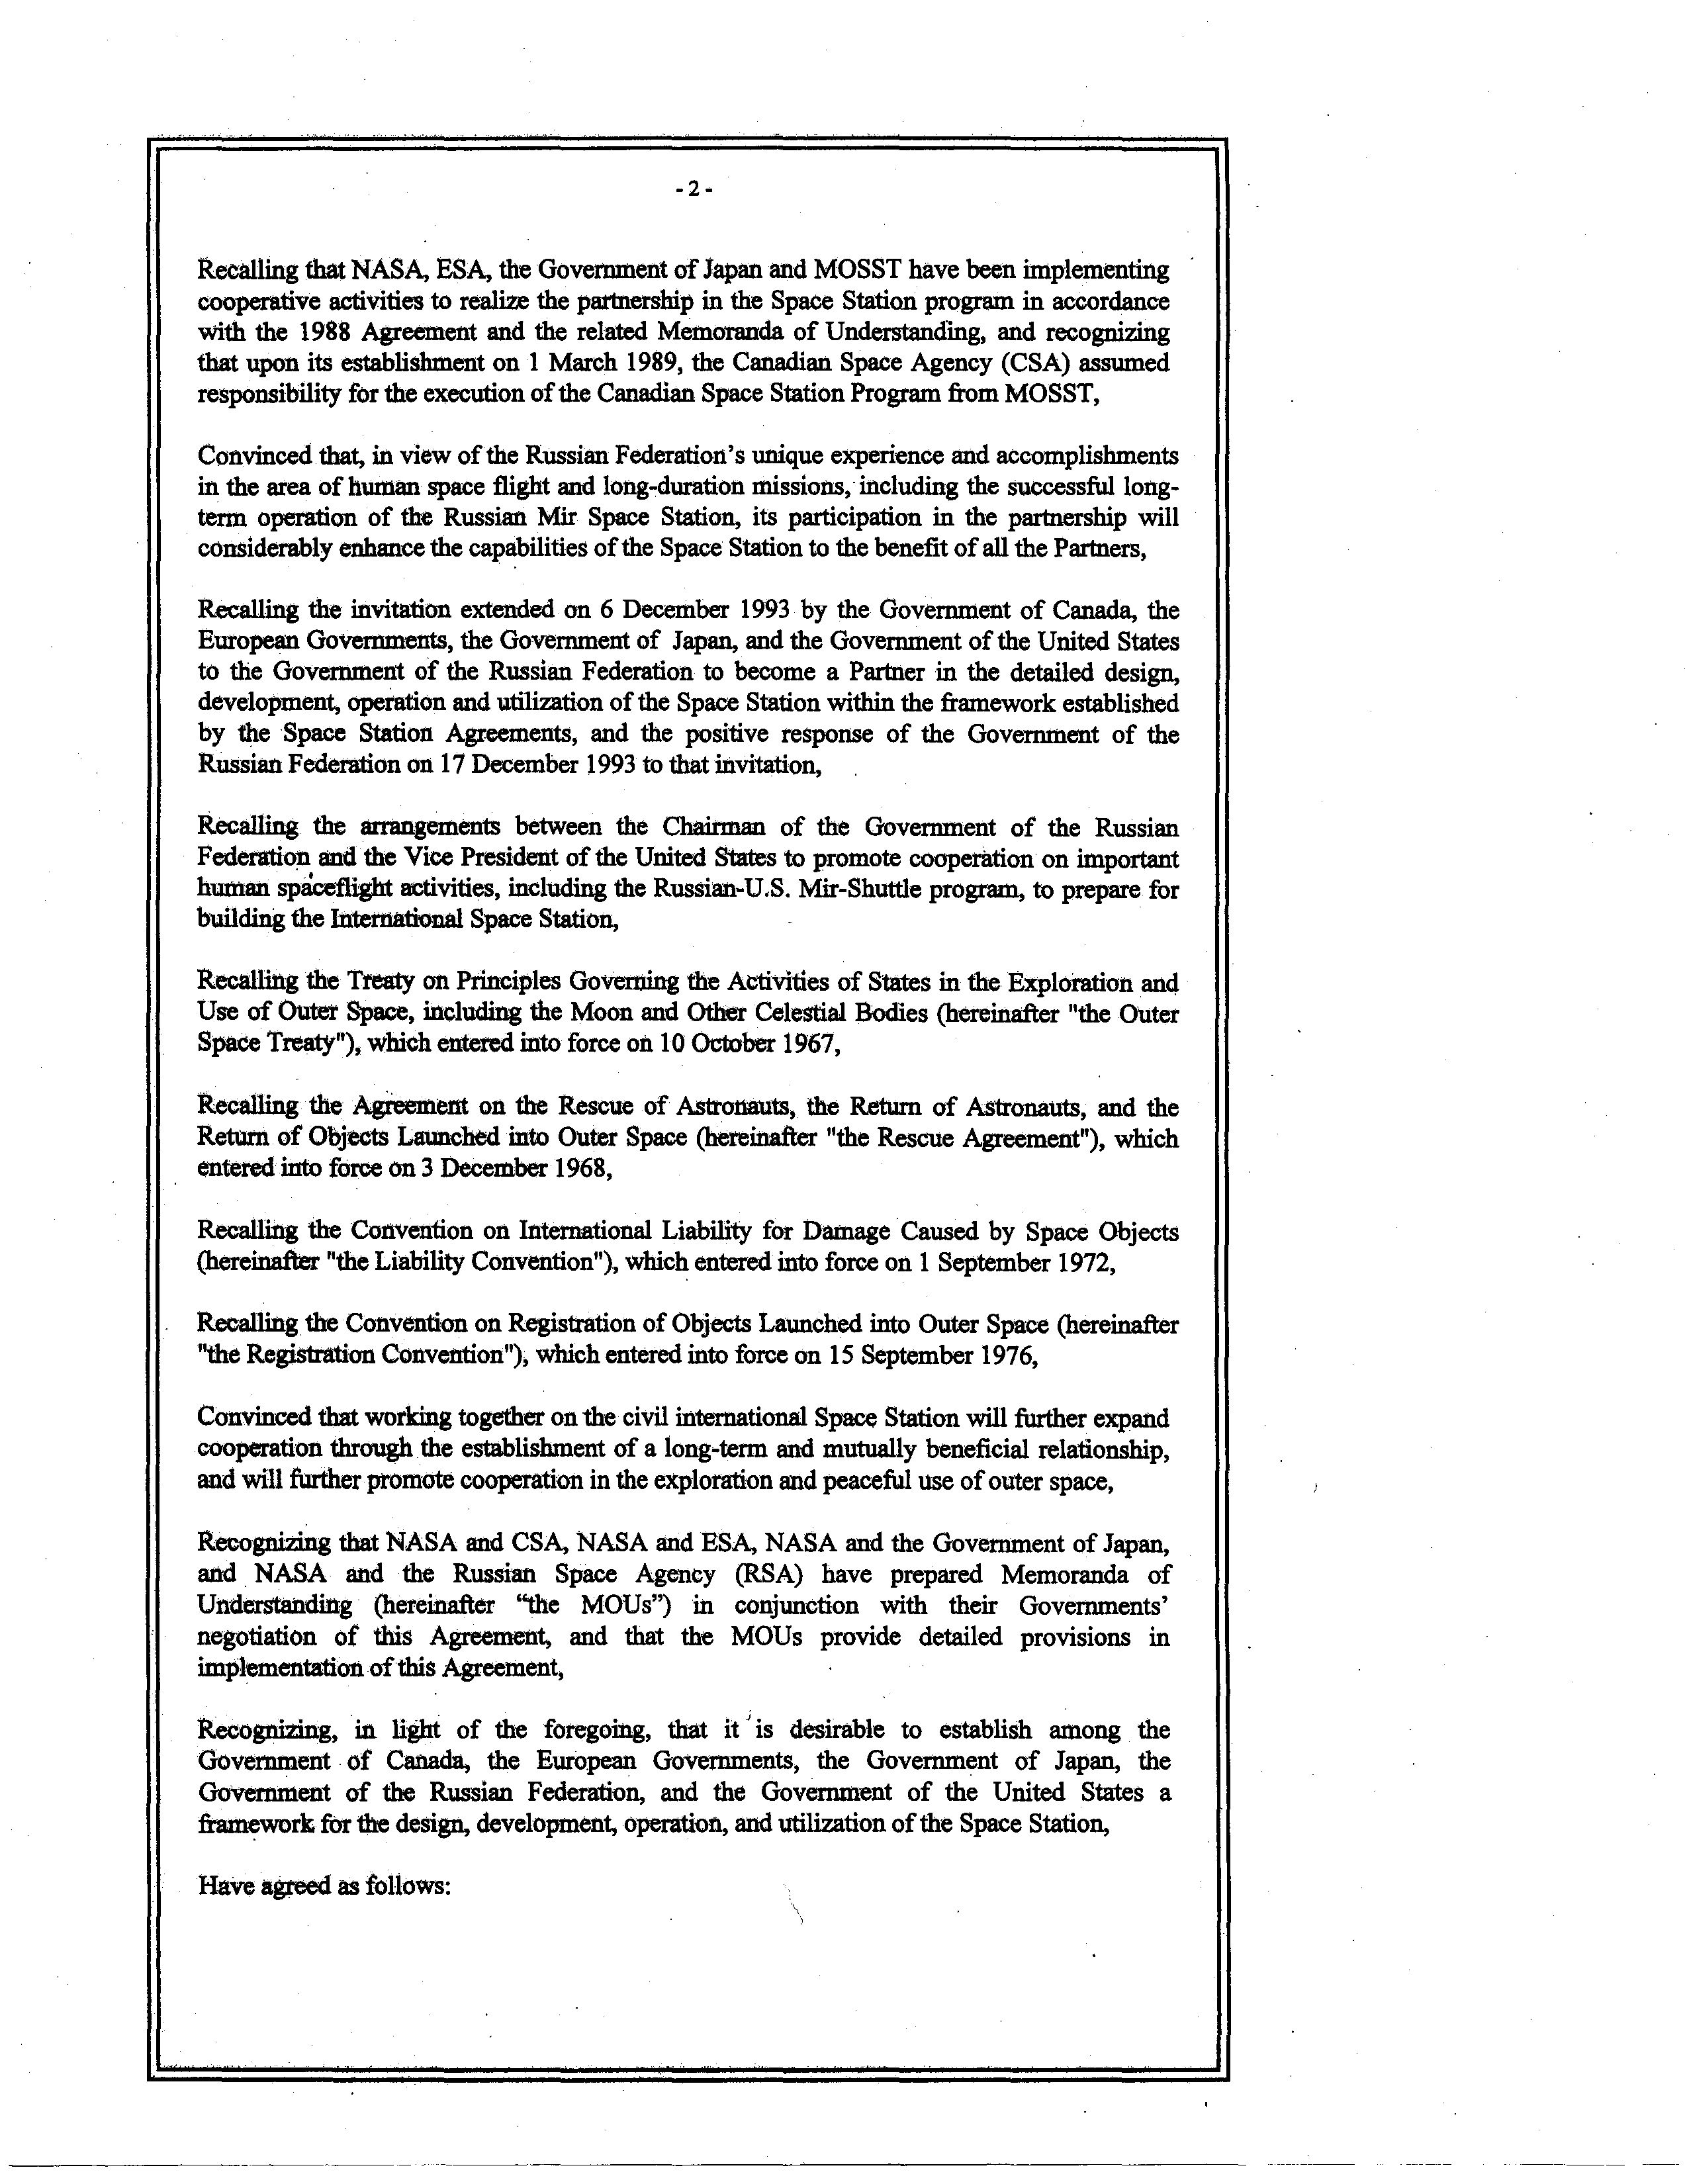 - 2 -
Recalling that NASA, ESA, the Government of Japan and MOSST have been implementing
cooperative activities to realize the partnership in the Space Station program in accordance
with the 1988 Agreement and the related Memoranda of Understanding, and recognizing
that upon its establishment on 1 March 1989, the Canadian Space Agency (CSA) assumed
responsibility for the execution of the Canadian Space Station Program from MOSST,
Convinced that, in view of the Russian Federation's unique experience and accomplishments
in the area of human space flight and long-duration missions, including the successful long-
term operation of the Russian Mir Space Station, its participation in the partnership will
considerably enhance the capabilities of the Space Station to the benefit of all the Partners,
Recalling the invitation extended on 6 December 1993 by the Government of Canada, the
European Governments, the Government of Japan, and the Government of the United States
to the Government of the Russian Federation to become a Partner in the detailed design,
development, operation and utilization of the Space Station within the framework established
by the Space Station Agreements, and the positive response of the Government of the
Russian Federation on 17 December 1993 to that invitation,
Recalling the arrangements between the Chairman of the Government of the Russian
Federation and the Vice President of the United States to promote cooperation on important
human spaceflight activities, including the Russian-U.S. Mir-Shuttle program, to prepare for
building the International Space Station,
Recalling the Treaty on Principles Governing the Activities of States in the Exploration and
Use of Outer Space, including the Moon and Other Celestial Bodies (hereinafter "the Outer
Space Treaty"), which entered into force on 10 October 1967,
Recalling the Agreement on the Rescue of Astronauts, the Return of Astronauts, and the
Return of Objects Launched into Outer Space (hereinafter "the Rescue Agreement"), which
entered into force on 3 December 1968,
Recalling the Convention on International Liability for Damage Caused by Space Objects
(hereinafter "the Liability Convention"), which entered into force on 1 September 1972,
Recalling the Convention on Registration of Objects Launched into Outer Space (hereinafter
"the Registration Convention"), which entered into force on 15 September 1976,
Convinced that working together on the civil international Space Station will further expand
cooperation through the establishment of a long-term and mutually beneficial relationship,
and will further promote cooperation in the exploration and peaceful use of outer space,
Recognizing that NASA and CSA, NASA and ESA, NASA and the Government of Japan,
and NASA and the Russian Space Agency (RSA) have prepared Memoranda of
Understanding (hereinafter “the MOUs”) in conjunction with their Governments’
negotiation of this Agreement, and that the MOUs provide detailed provisions in
implementation of this Agreement,
Recognizing, in light of the foregoing, that it is desirable to establish among the
Government of Canada, the European Governments, the Government of Japan, the
Government of the Russian Federation, and the Government of the United States a
framework for the design, development, operation, and utilization of the Space Station,
Have agreed as follows: